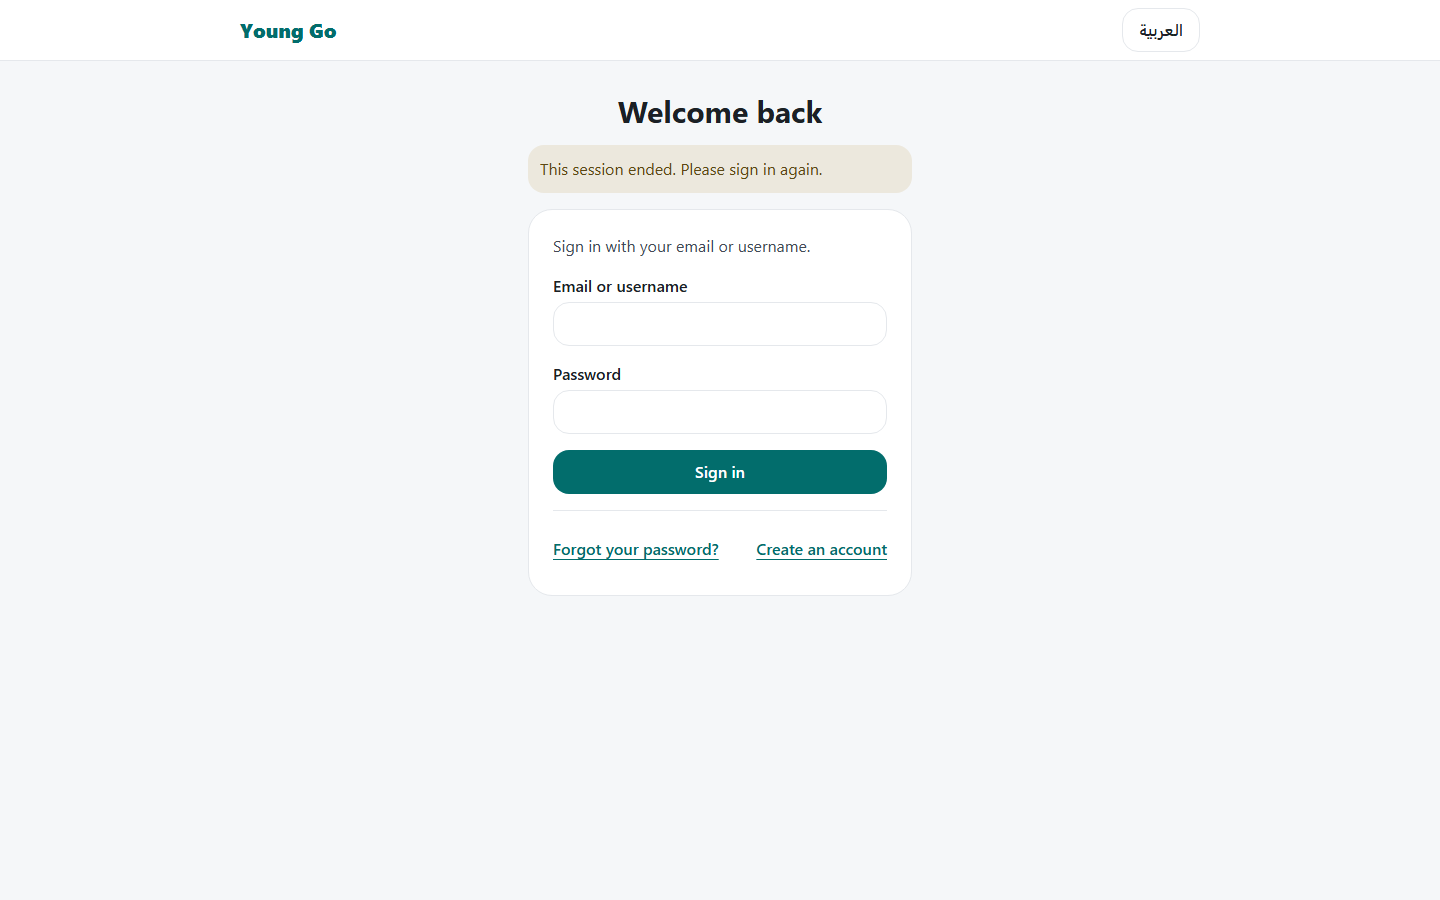 Young Go
العربية
Welcome back
This session ended. Please sign in again.
Sign in with your email or username.
Email or username
Password
Sign in
Forgot your password?
Create an account